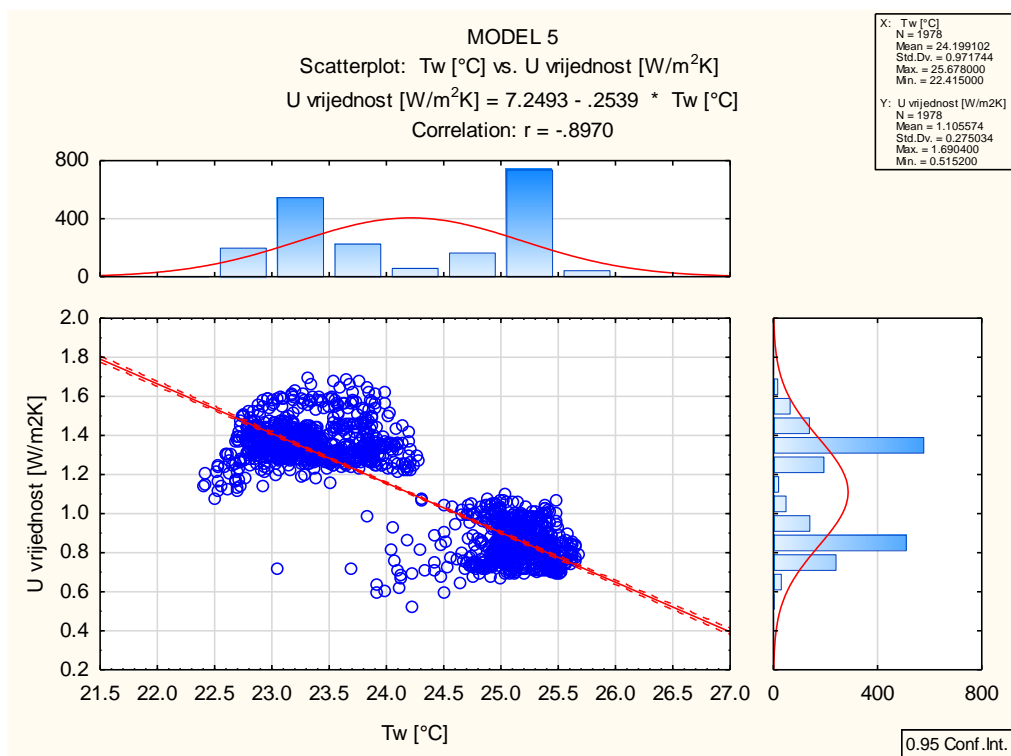 MODEL 5
Scatterplot: Tw [°C] vs. U vrijednost [W/m²K]
U vrijednost [W/m²K] = 7.2493 - .2539 * Tw [°C]
Correlation: r = -.8970
X: Tw [°C]
N = 1978
Mean = 24.199102
Std.Dv. = 0.971744
Max. = 25.678000
Min. = 22.415000
Y: U vrijednost [W/m2K]
N = 1978
Mean = 1.105574
Std.Dv. = 0.275034
Max. = 1.690400
Min. = 0.515200
800
400
0
2.0
1.8
1.6
1.4
1.2
1.0
0.8
0.6
0.4
0.2
U vrijednost [W/m2K]
21.5 22.0 22.5 23.0 23.5 24.0 24.5 25.0 25.5 26.0 26.5 27.0
Tw [°C]
0 400 800
0.95 Conf.Int.